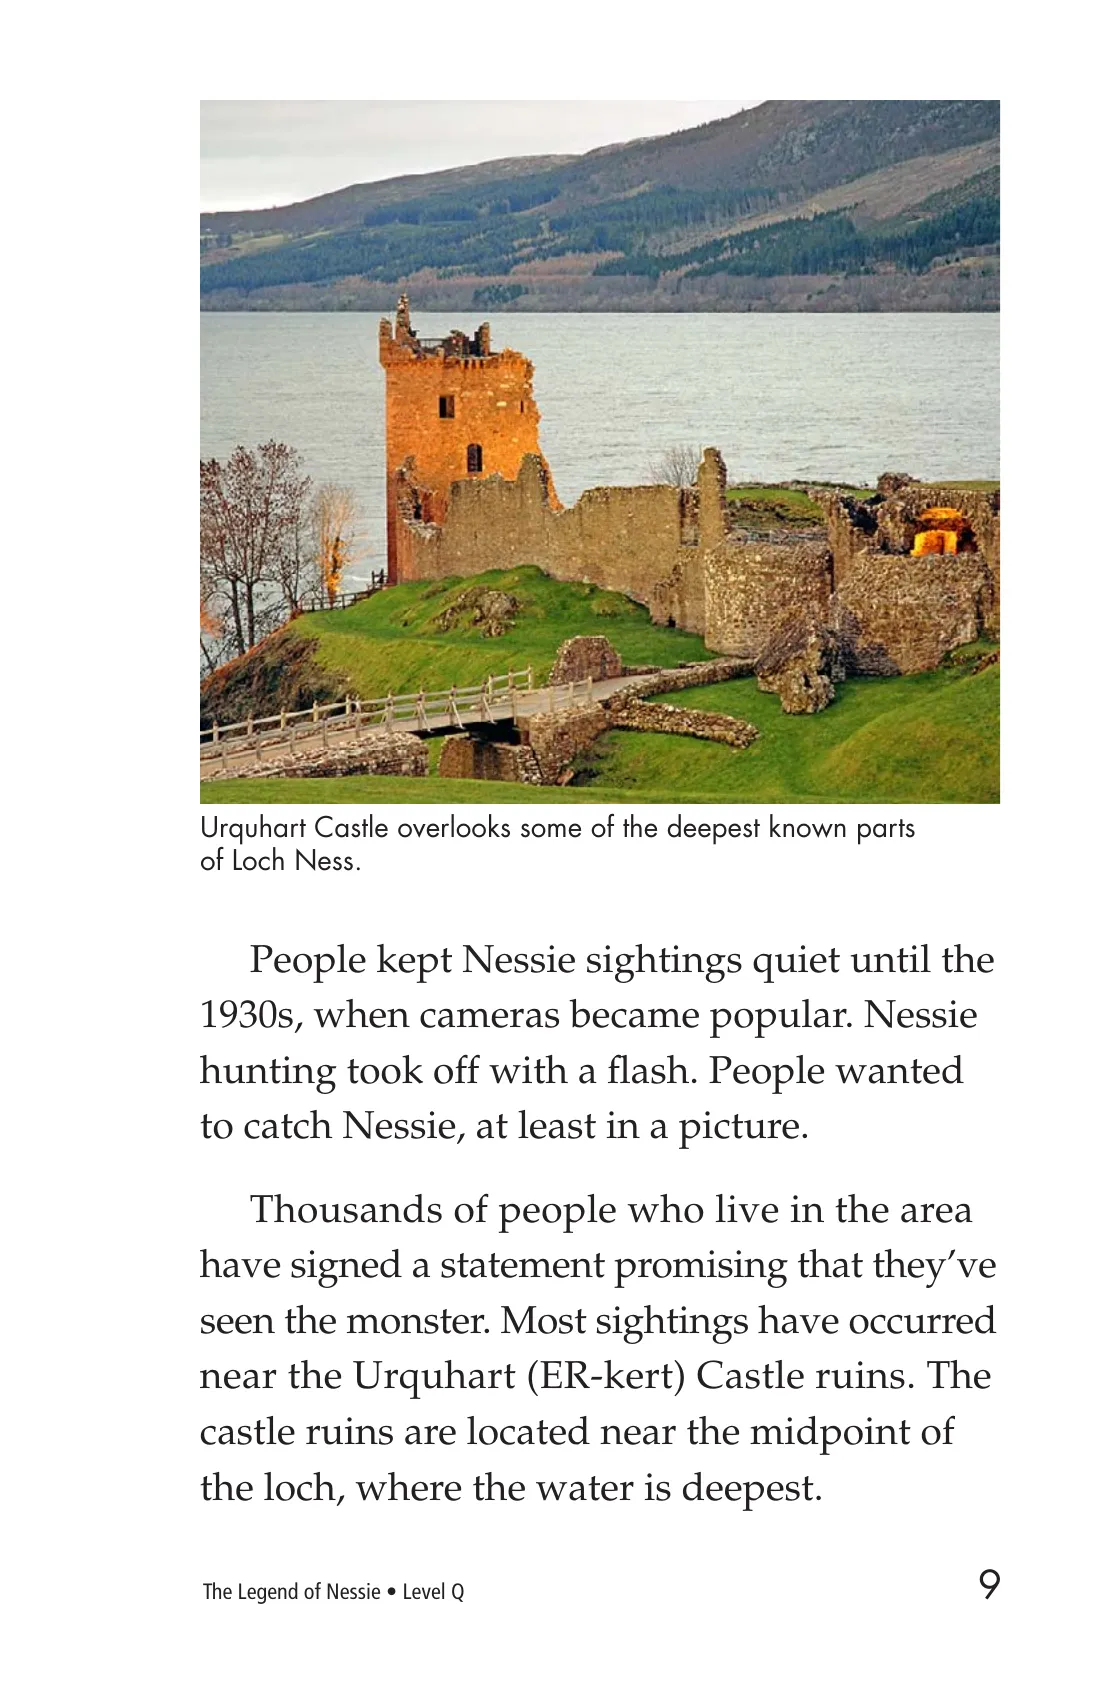 Urquhart Castle overlooks some of the deepest known parts
of Loch Ness.
People kept Nessie sightings quiet until the
1930s, when cameras became popular. Nessie
hunting took off with a flash. People wanted
to catch Nessie, at least in a picture.
Thousands of people who live in the area
have signed a statement promising that they’ve
seen the monster. Most sightings have occurred
near the Urquhart (ER-kert) Castle ruins. The
castle ruins are located near the midpoint of
the loch, where the water is deepest.
The Legend of Nessie • Level Q
9